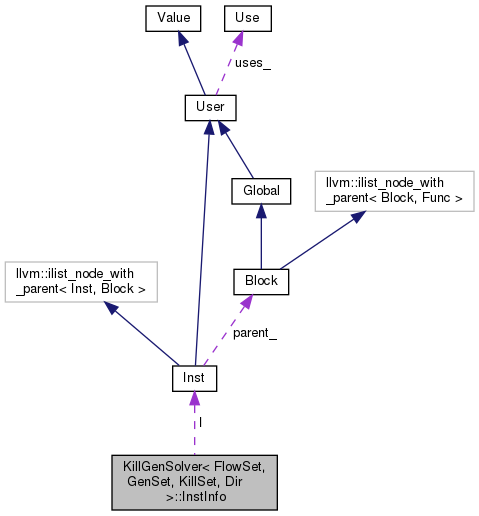 Value
Use
uses_
User
Global
llvm::ilist_node_with
_parent< Block, Func >
llvm::ilist_node_with
_parent< Inst, Block >
Block
parent_
Inst
I
KillGenSolver< FlowSet,
GenSet, KillSet, Dir
>::InstInfo